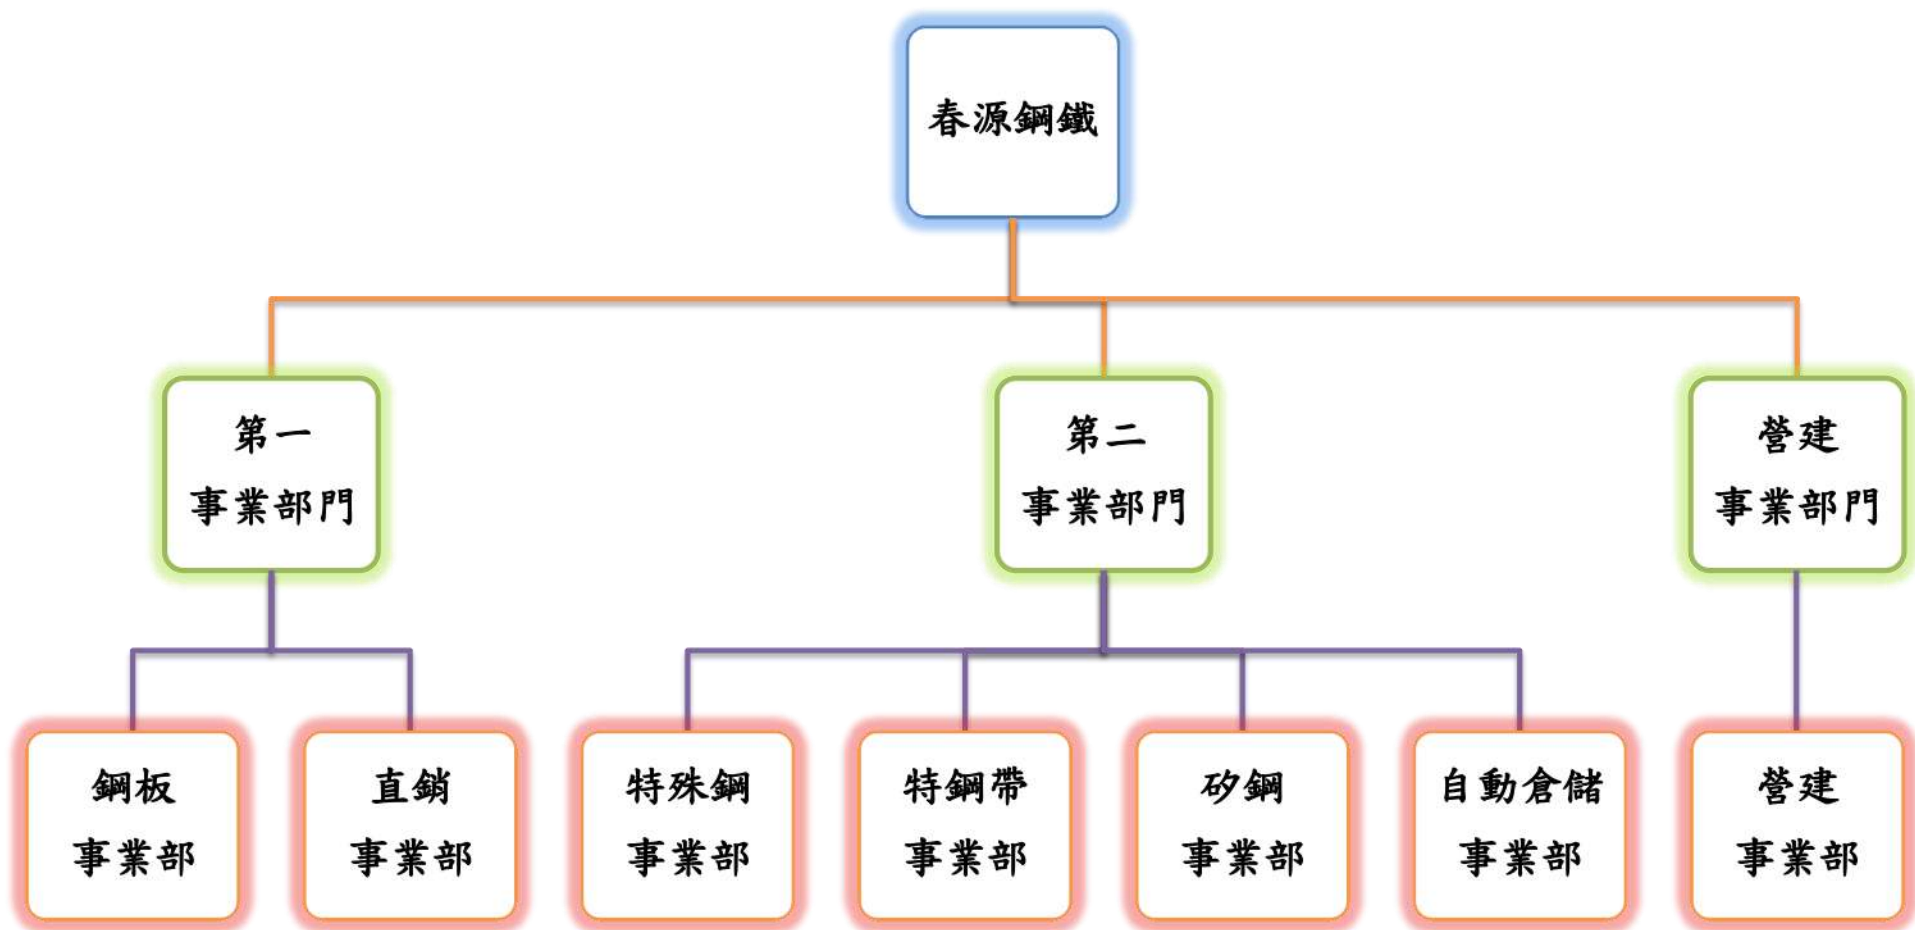 春源鋼鐵
第一
事業部門
第二
事業部門
營建
事業部門
鋼板
事業部
直銷
事業部
特殊鋼
事業部
特鋼帶
事業部
矽鋼
事業部
自動倉儲
事業部
營建
事業部